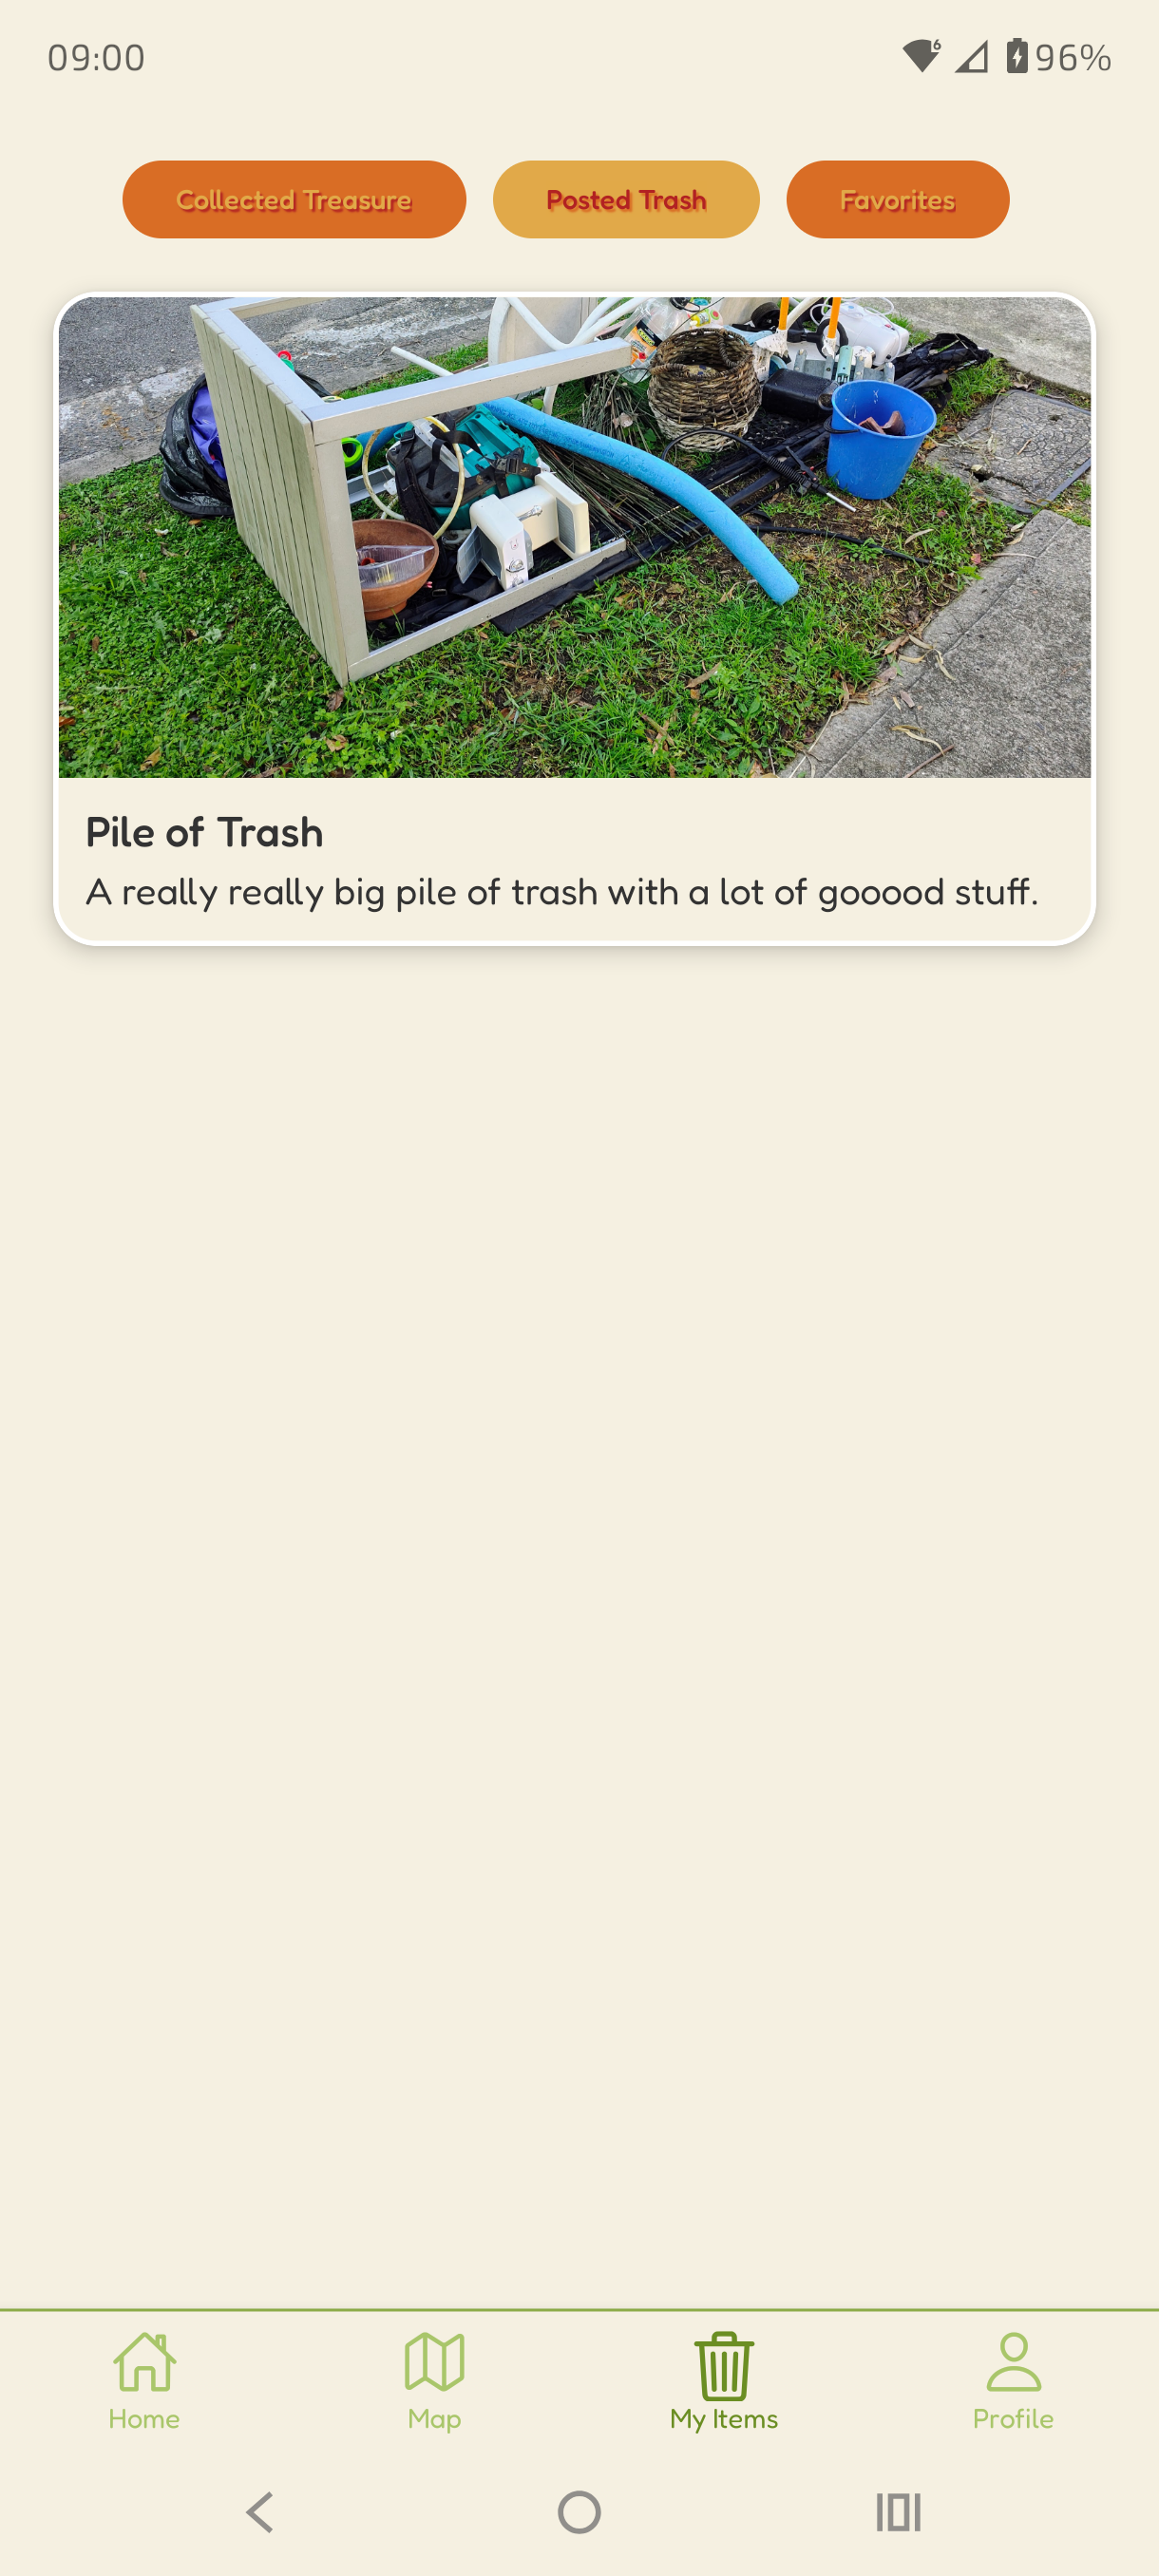 09:00
6 96%
Collected Treasure Posted Trash Favorites
Pile of Trash
A really really big pile of trash with a lot of gooood stuff.
Home Map My Items Profile